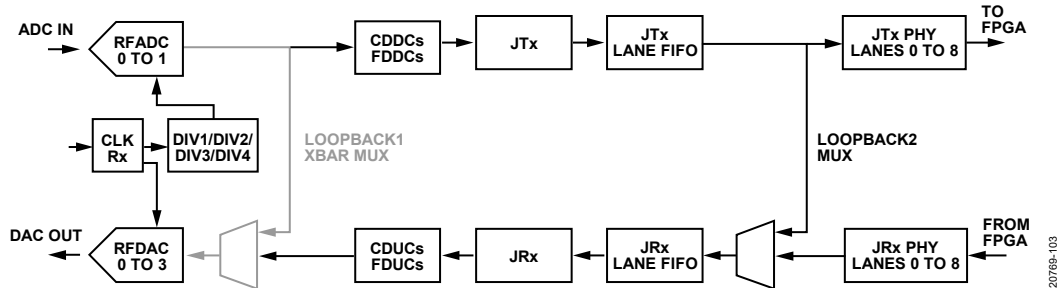 ADC IN
RFADC
0 TO 1
CDDCs
FDDCs
JTx
JTx
LANE FIFO
JTx PHY
LANES 0 TO 8
TO
FPGA
CLK
Rx
DIV1/DIV2/
DIV3/DIV4
LOOPBACK1
XBAR MUX
LOOPBACK2
MUX
DAC OUT
RFDAC
0 TO 3
CDUCs
FDUCs
JRx
JRx
LANE FIFO
JRx PHY
LANES 0 TO 8
FROM
FPGA
20769-103